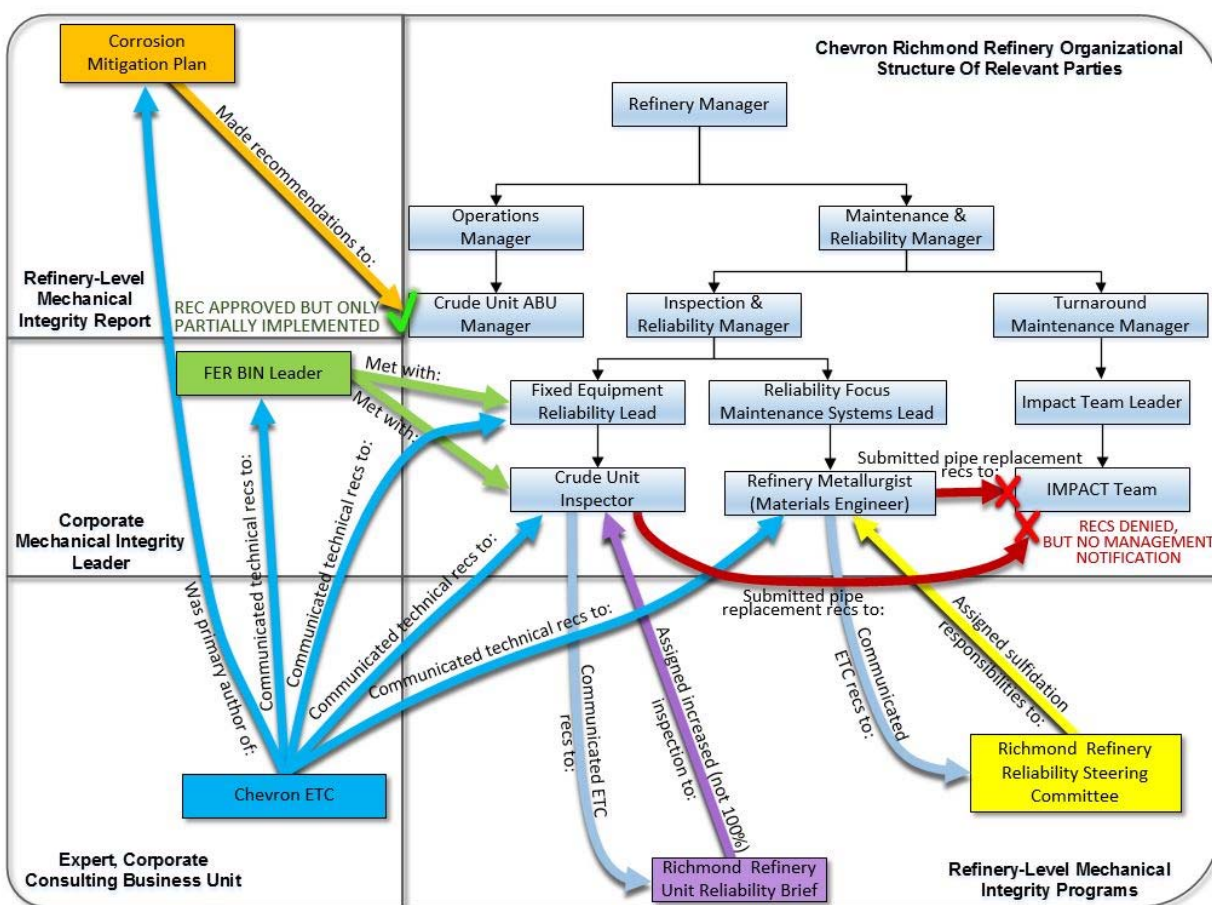 Corrosion
Mitigation Plan
Made recommendations to:
Refinery-Level
Mechanical
Integrity Report
REC APPROVED BUT ONLY
PARTIALLY IMPLEMENTED
Chevron Richmond Refinery Organizational
Structure Of Relevant Parties
Refinery Manager
Operations
Manager
Maintenance &
Reliability Manager
Crude Unit ABU
Manager
Inspection &
Reliability Manager
Turnaround
Maintenance Manager
FER BIN Leader
Met with:
Met with:
Fixed Equipment
Reliability Lead
Reliability Focus
Maintenance Systems Lead
Impact Team Leader
Crude Unit
Inspector
Refinery Metallurgist
(Materials Engineer)
Submitted pipe replacement
recs to:
IMPACT Team
RECS DENIED,
BUT NO MANAGEMENT
NOTIFICATION
Corporate
Mechanical Integrity
Leader
Submitted pipe
replacement recs to:
Was primary author of:
Communicated technical recs to:
Communicated technical recs to:
Communicated technical recs to:
Communicated technical recs to:
Communicated ETC
recs to:
Assigned increased (not 100%)
inspection to:
Communicated
ETC recs to:
Assigned sulfidation
responsibilities to:
Chevron ETC
Expert, Corporate
Consulting Business Unit
Richmond Refinery
Unit Reliability Brief
Richmond Refinery
Reliability Steering
Committee
Refinery-Level Mechanical
Integrity Programs